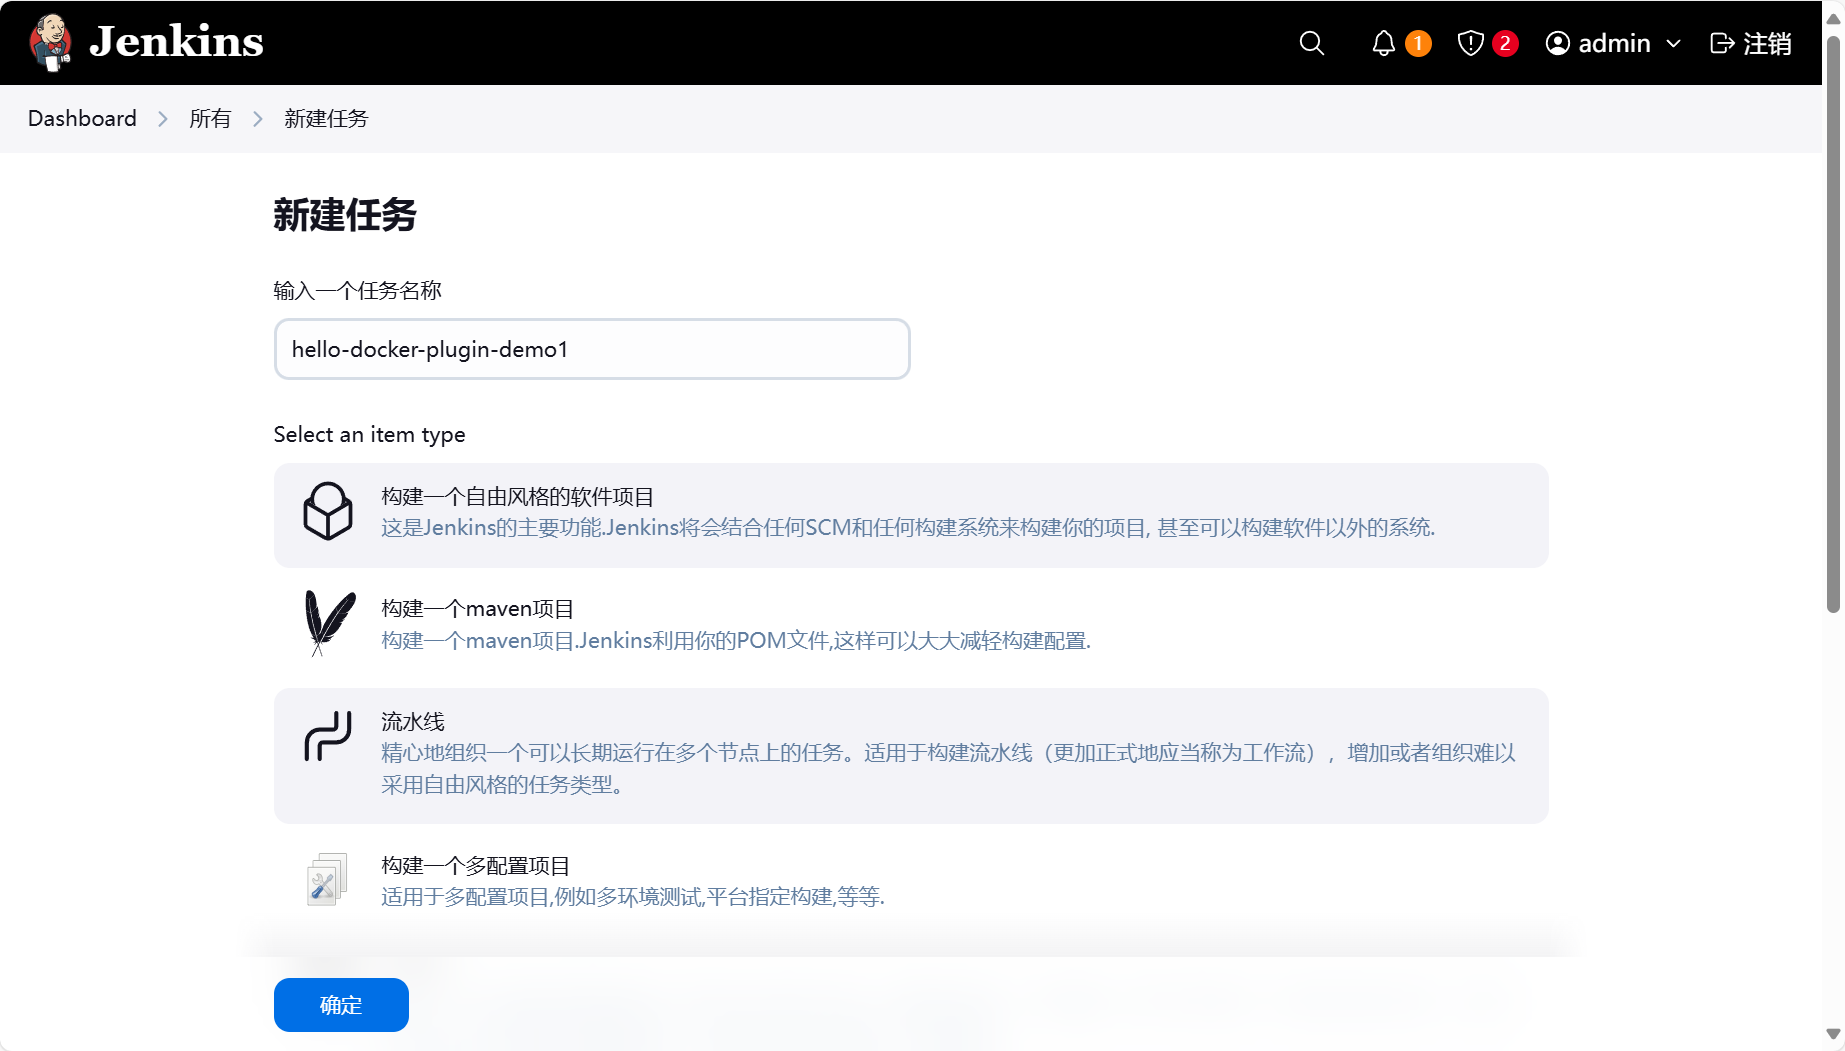 Jenkins
1
2
admin
注销
Dashboard
所有
新建任务
新建任务
输入一个任务名称
hello-docker-plugin-demo1
Select an item type
构建一个自由风格的软件项目
这是Jenkins的主要功能.Jenkins将会结合任何SCM和任何构建系统来构建你的项目, 甚至可以构建软件以外的系统.
构建一个maven项目
构建一个maven项目.Jenkins利用你的POM文件,这样可以大大减轻构建配置.
流水线
精心地组织一个可以长期运行在多个节点上的任务。适用于构建流水线（更加正式地应当称为工作流），增加或者组织难以
采用自由风格的任务类型。
构建一个多配置项目
适用于多配置项目,例如多环境测试,平台指定构建,等等.
确定